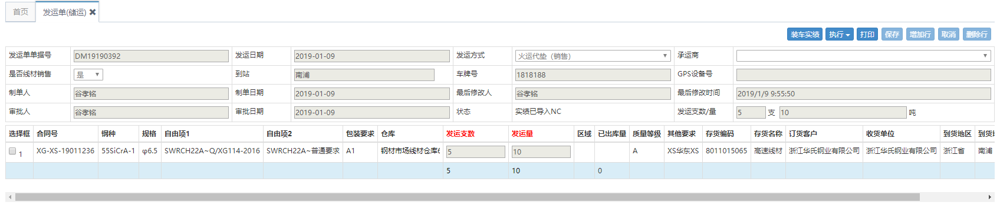 首页 发运单(储运)
装车实绩 执行 打印 保存 增加行 取消 删除行
发运单单据号 DM19190392 发运日期 2019-01-09 发运方式 火运代垫（销售） 承运商
是否线材销售 是 到站 南浦 车牌号 1818188 GPS设备号
制单人 谷孝铭 制单日期 2019-01-09 最后修改人 谷孝铭 最后修改时间 2019/1/9 9:55:50
审批人 谷孝铭 审批日期 2019-01-09 状态 实绩已导入NC 发运支数/量 5 支 10 吨
选择框 合同号 钢种 规格 自由项1 自由项2 包装要求 仓库 发运支数 发运量 区域 已出库量 质量等级 其他要求 存货编码 存货名称 订货客户 收货单位 到货地区 到货
1 XG-XS-19011236 55SiCrA-1 φ6.5 SWRCH22A~Q/XG114-2016 SWRCH22A~普通要求 A1 钢材市场线材仓库 5 10 A XS华东XS 8011015065 高速线材 浙江华氏钢业有限公司 浙江华氏钢业有限公司 浙江省 南浦
5 10 0